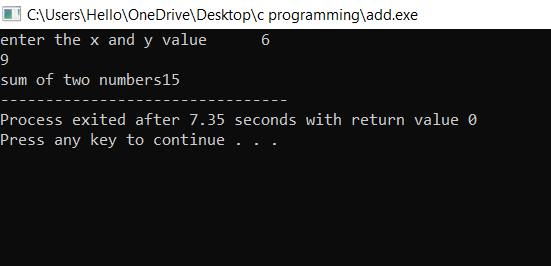 C:\Users\Hello\OneDrive\Desktop\c programming\add.exe
enter the x and y value      6
9
sum of two numbers15
--------------------------------
Process exited after 7.35 seconds with return value 0
Press any key to continue . . .